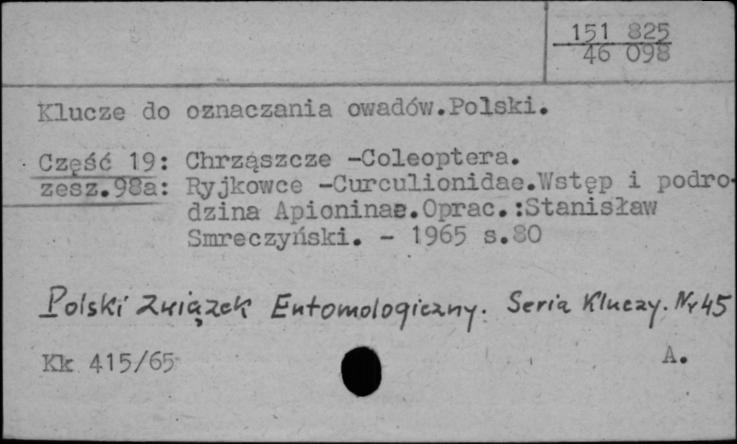 151 825
46 098
Klucze do oznaczania owadów.Polski.
Część 19: Chrząszcze -Coleoptera.
zesz.98a: Ryjkowce -Curculionidae.Wstęp i podro-
dzina Apioninae.Oprac.:Stanisław
Smreczyński. - 1965 s.80
Polski Związek Entomologiczny. Seria Kluczy. Nr 45
Kk 415/65 A.